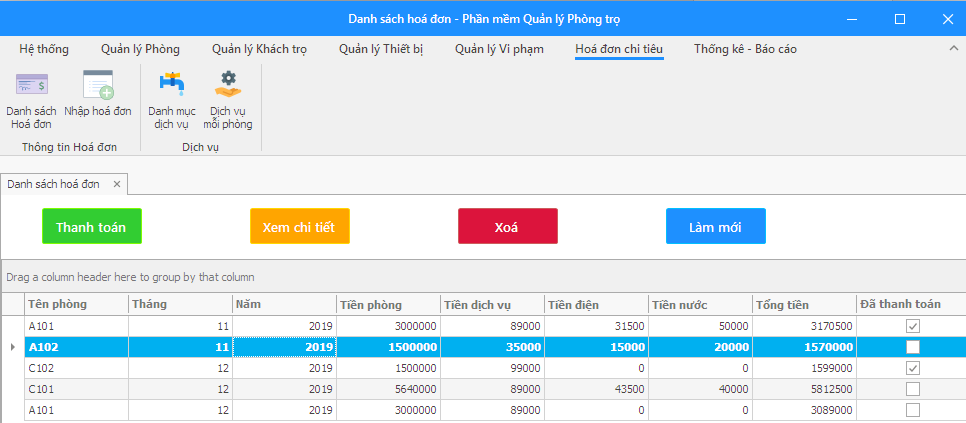 Danh sách hoá đơn - Phần mềm Quản lý Phòng trọ
Hệ thống Quản lý Phòng Quản lý Khách trọ Quản lý Thiết bị Quản lý Vi phạm Hoá đơn chi tiêu Thống kê - Báo cáo
Danh sách Hoá đơn Nhập hoá đơn Danh mục dịch vụ Dịch vụ mỗi phòng
Thông tin Hoá đơn Dịch vụ
Danh sách hoá đơn
Thanh toán Xem chi tiết Xoá Làm mới
Drag a column header here to group by that column
Tên phòng Tháng Năm Tiền phòng Tiền dịch vụ Tiền điện Tiền nước Tổng tiền Đã thanh toán
A101 11 2019 3000000 89000 31500 50000 3170500
A102 11 2019 1500000 35000 15000 20000 1570000
C102 12 2019 1500000 99000 0 0 1599000
C101 12 2019 5640000 89000 43500 40000 5812500
A101 12 2019 3000000 89000 0 0 3089000